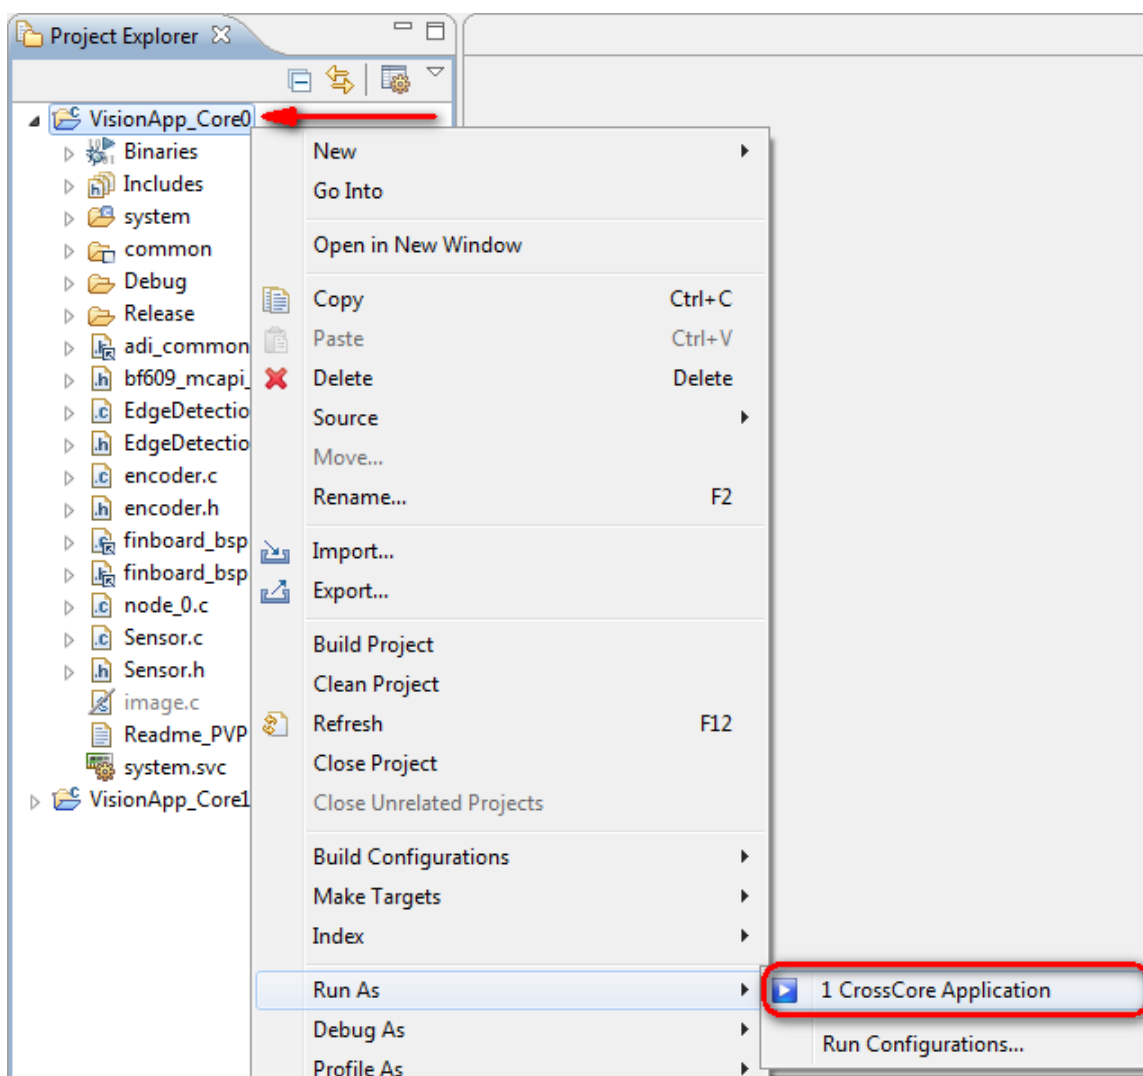 Project Explorer
VisionApp_Core0
Binaries
Includes
system
common
Debug
Release
adi_common
bf609_mcapi_
EdgeDetectio
EdgeDetectio
encoder.c
encoder.h
finboard_bsp
finboard_bsp
node_0.c
Sensor.c
Sensor.h
image.c
Readme_PVP
system.svc
VisionApp_Core1
New
Go Into
Open in New Window
Copy Ctrl+C
Paste Ctrl+V
Delete Delete
Source
Move...
Rename... F2
Import...
Export...
Build Project
Clean Project
Refresh F12
Close Project
Close Unrelated Projects
Build Configurations
Make Targets
Index
Run As
Debug As
Profile As
1 CrossCore Application
Run Configurations...